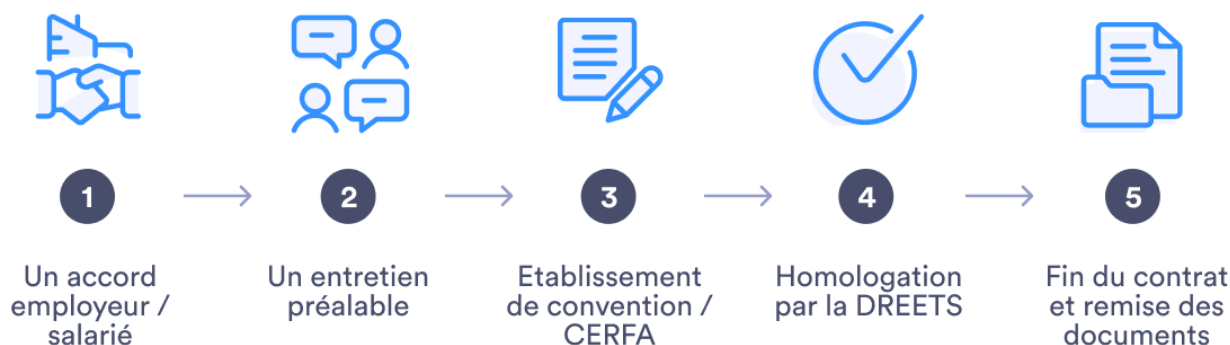 1
2
3
4
5
Un accord
employeur /
salarié
Un entretien
préalable
Etablissement
de convention /
CERFA
Homologation
par la DREETS
Fin du contrat
et remise des
documents